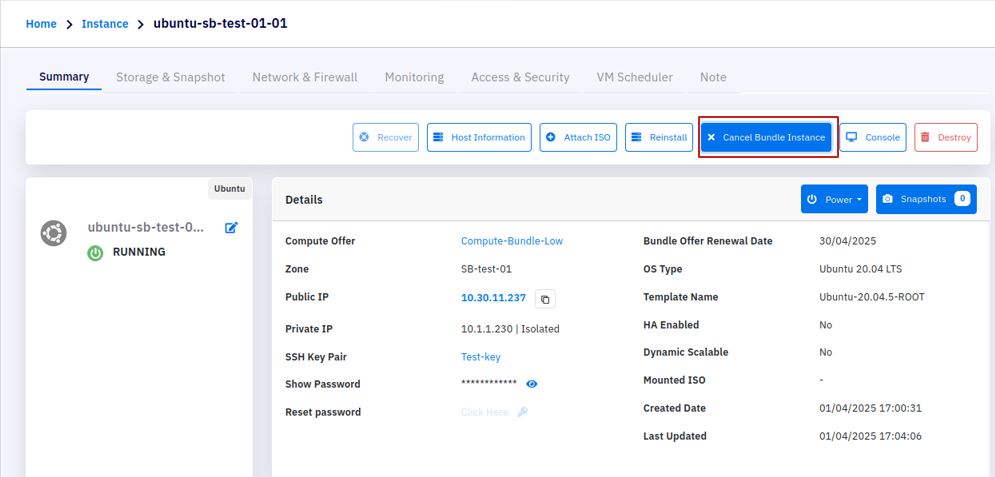 Home > Instance > ubuntu-sb-test-01-01
Summary Storage & Snapshot Network & Firewall Monitoring Access & Security VM Scheduler Note
Recover Host Information Attach ISO Reinstall Cancel Bundle Instance Console Destroy
Ubuntu
ubuntu-sb-test-0...
RUNNING
Details Power Snapshots 0
Compute Offer Compute-Bundle-Low Bundle Offer Renewal Date 30/04/2025
Zone SB-test-01 OS Type Ubuntu 20.04 LTS
Public IP 10.30.11.237 Template Name Ubuntu-20.04.5-ROOT
Private IP 10.1.1.230 | Isolated HA Enabled No
SSH Key Pair Test-key Dynamic Scalable No
Show Password ************ Mounted ISO -
Reset password Click Here Created Date 01/04/2025 17:00:31
Last Updated 01/04/2025 17:04:06